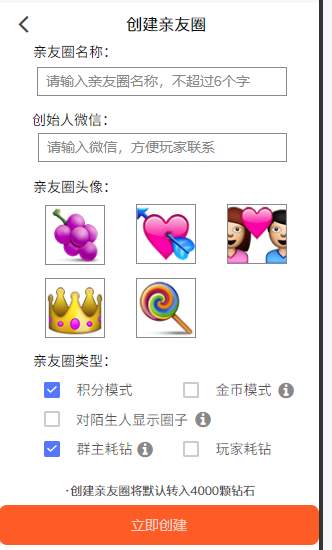 创建亲友圈
亲友圈名称：
请输入亲友圈名称，不超过6个字
创始人微信：
请输入微信，方便玩家联系
亲友圈头像：
亲友圈类型：
积分模式 金币模式
对陌生人显示圈子
群主耗钻 玩家耗钻
·创建亲友圈将默认转入4000颗钻石
立即创建